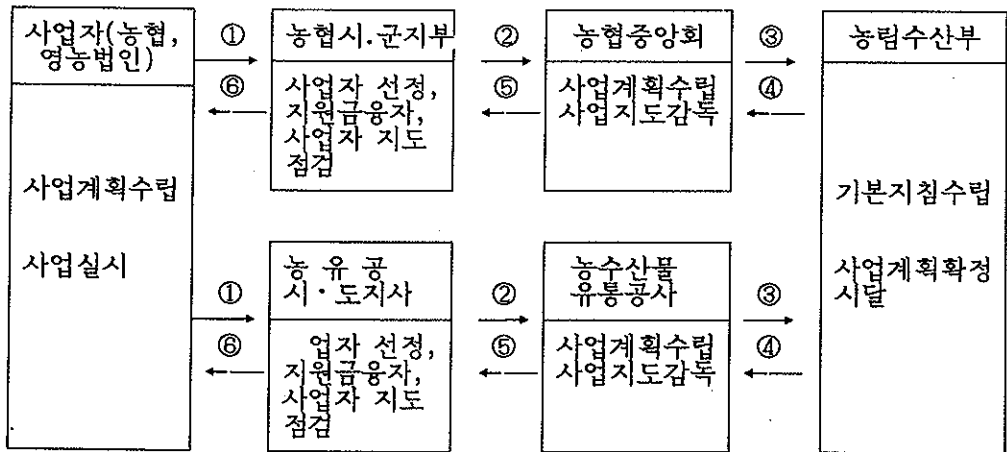 사업자(농협,
영농법인)
사업계획수립
사업실시
①
⑥
농협시.군지부
사업자 선정,
지원금융자,
사업자 지도
점검
②
⑤
농협중앙회
사업계획수립
사업지도감독
③
④
농림수산부
기본지침수립
사업계획확정
시달
①
⑥
농 유 공
시·도지사
업자 선정,
지원금융자,
사업자 지도
점검
②
⑤
농수산물
유통공사
사업계획수립
사업지도감독
③
④